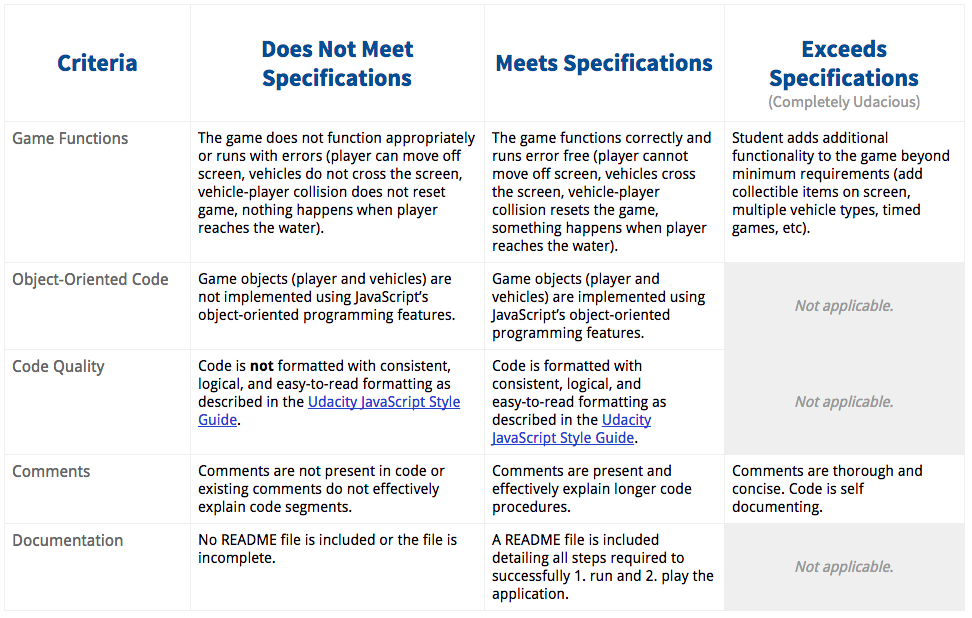 Criteria
Does Not Meet
Specifications
Meets Specifications
Exceeds
Specifications
(Completely Udacious)
Game Functions
The game does not function appropriately
or runs with errors (player can move off
screen, vehicles do not cross the screen,
vehicle-player collision does not reset
game, nothing happens when player
reaches the water).
The game functions correctly and
runs error free (player cannot
move off screen, vehicles cross
the screen, vehicle-player
collision resets the game,
something happens when player
reaches the water).
Student adds additional
functionality to the game beyond
minimum requirements (add
collectible items on screen,
multiple vehicle types, timed
games, etc).
Object-Oriented Code
Game objects (player and vehicles) are
not implemented using JavaScript’s
object-oriented programming features.
Game objects (player and
vehicles) are implemented using
JavaScript’s object-oriented
programming features.
Not applicable.
Code Quality
Code is not formatted with consistent,
logical, and easy-to-read formatting as
described in the Udacity JavaScript Style
Guide.
Code is formatted with
consistent, logical, and
easy-to-read formatting as
described in the Udacity
JavaScript Style Guide.
Not applicable.
Comments
Comments are not present in code or
existing comments do not effectively
explain code segments.
Comments are present and
effectively explain longer code
procedures.
Comments are thorough and
concise. Code is self
documenting.
Documentation
No README file is included or the file is
incomplete.
A README file is included
detailing all steps required to
successfully 1. run and 2. play the
application.
Not applicable.